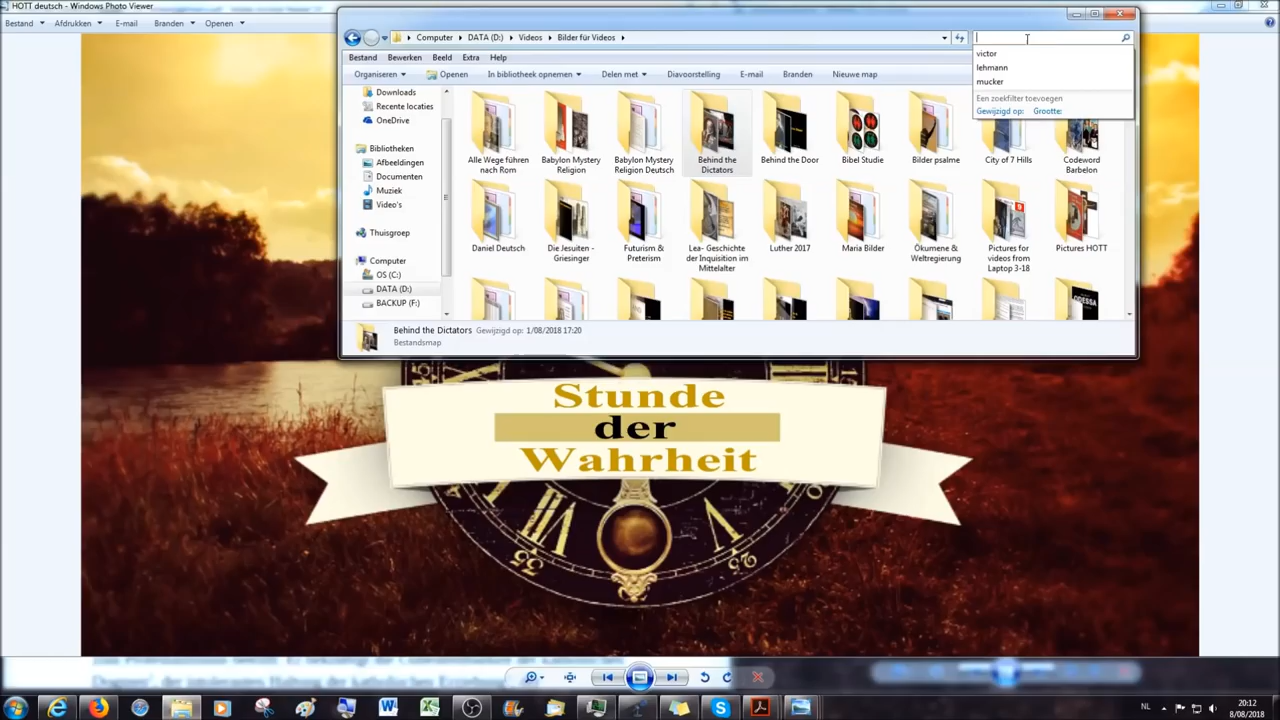 HOTT deutsch - Windows Photo Viewer
Bestand
Afdrukken
E-mail
Branden
Openen
Computer
DATA (D:)
Videos
Bilder für Videos
Bestand
Bewerken
Beeld
Extra
Help
Organiseren
Openen
In bibliotheek opnemen
Delen met
Diavoorstelling
E-mail
Branden
Nieuwe map
victor
lehmann
mucker
Een zoekfilter toevoegen
Gewijzigd op:
Grootte:
Downloads
Recente locaties
OneDrive
Bibliotheken
Afbeeldingen
Documenten
Muziek
Video's
Thuisgroep
Computer
OS (C:)
DATA (D:)
BACKUP (F:)
Alle Wege führen
nach Rom
Babylon Mystery
Religion
Babylon Mystery
Religion Deutsch
Behind the
Dictators
Behind the Door
Bibel Studie
Bilder psalme
City of 7 Hills
Codeword
Barbelon
Daniel Deutsch
Die Jesuiten -
Griesinger
Futurism &
Preterism
Lea- Geschichte
der Inquisition im
Mittelalter
Luther 2017
Maria Bilder
Ökumene &
Weltregierung
Pictures for
videos from
Laptop 3-18
Pictures HOTT
ODESSA
Behind the Dictators
Gewijzigd op: 1/08/2018 17:20
Bestandsmap
Stunde
der
Wahrheit
35
25
NL
20:12
8/08/2018